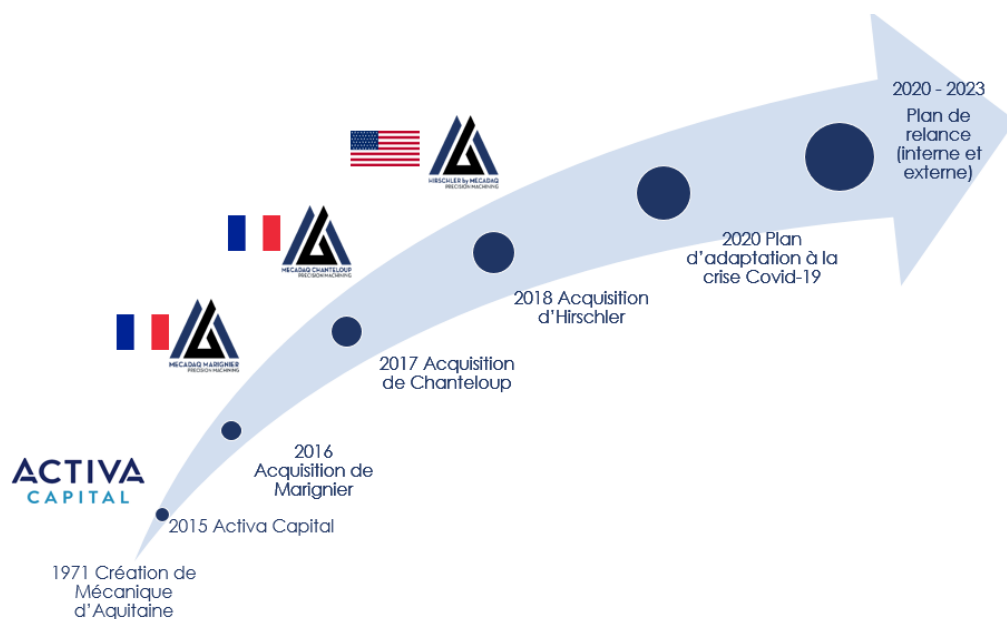 2020 - 2023
Plan de
relance
(interne et
externe)
HIRSCHLER by MECADAQ
PRECISION MACHINING
MECADAQ CHANTELOUP
PRECISION MACHINING
2020 Plan
d'adaptation à la
crise Covid-19
2018 Acquisition
d'Hirschler
MECADAQ MARIGNIER
PRECISION MACHINING
2017 Acquisition
de Chanteloup
2016
Acquisition de
Marignier
ACTIVA
CAPITAL
2015 Activa Capital
1971 Création de
Mécanique
d'Aquitaine